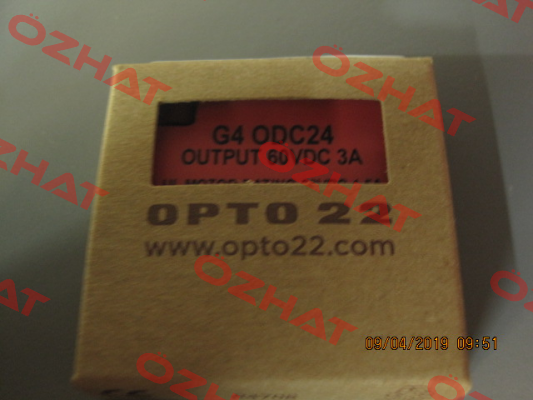 G4 ODC24
OUTPUT 60VDC 3A
OPTO 22
www.opto22.com
09/04/2019 09:51
ÖZHAT
ÖZHAT
ÖZHAT
ÖZHAT
ÖZHAT
ÖZHAT